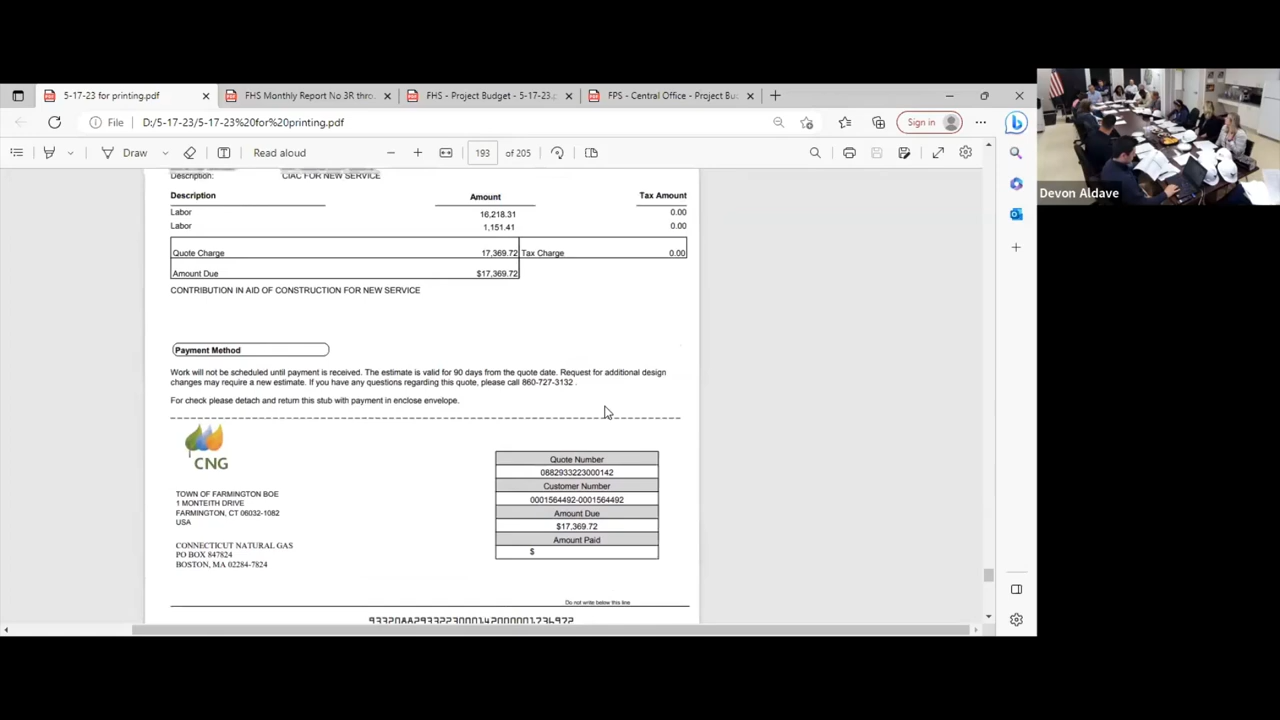 5-17-23 for printing.pdf
FHS Monthly Report No 3R thro...
FHS - Project Budget - 5-17-23.p
FPS - Central Office - Project Bu
File D:/5-17-23/5-17-23%20for%20printing.pdf
Sign in
Draw
Read aloud
193 of 205
Description: CIAC FOR NEW SERVICE
Description Amount Tax Amount
Labor 16,218.31 0.00
Labor 1,151.41 0.00
Quote Charge 17,369.72 Tax Charge 0.00
Amount Due $17,369.72
CONTRIBUTION IN AID OF CONSTRUCTION FOR NEW SERVICE
Payment Method
Work will not be scheduled until payment is received. The estimate is valid for 90 days from the quote date. Request for additional design
changes may require a new estimate. If you have any questions regarding this quote, please call 860-727-3132 .
For check please detach and return this stub with payment in enclose envelope.
CNG
TOWN OF FARMINGTON BOE
1 MONTEITH DRIVE
FARMINGTON, CT 06032-1082
USA
CONNECTICUT NATURAL GAS
PO BOX 847824
BOSTON, MA 02284-7824
Quote Number
0882933223000142
Customer Number
0001564492-0001564492
Amount Due
$17,369.72
Amount Paid
$
Do not write below this line
Devon Aldave